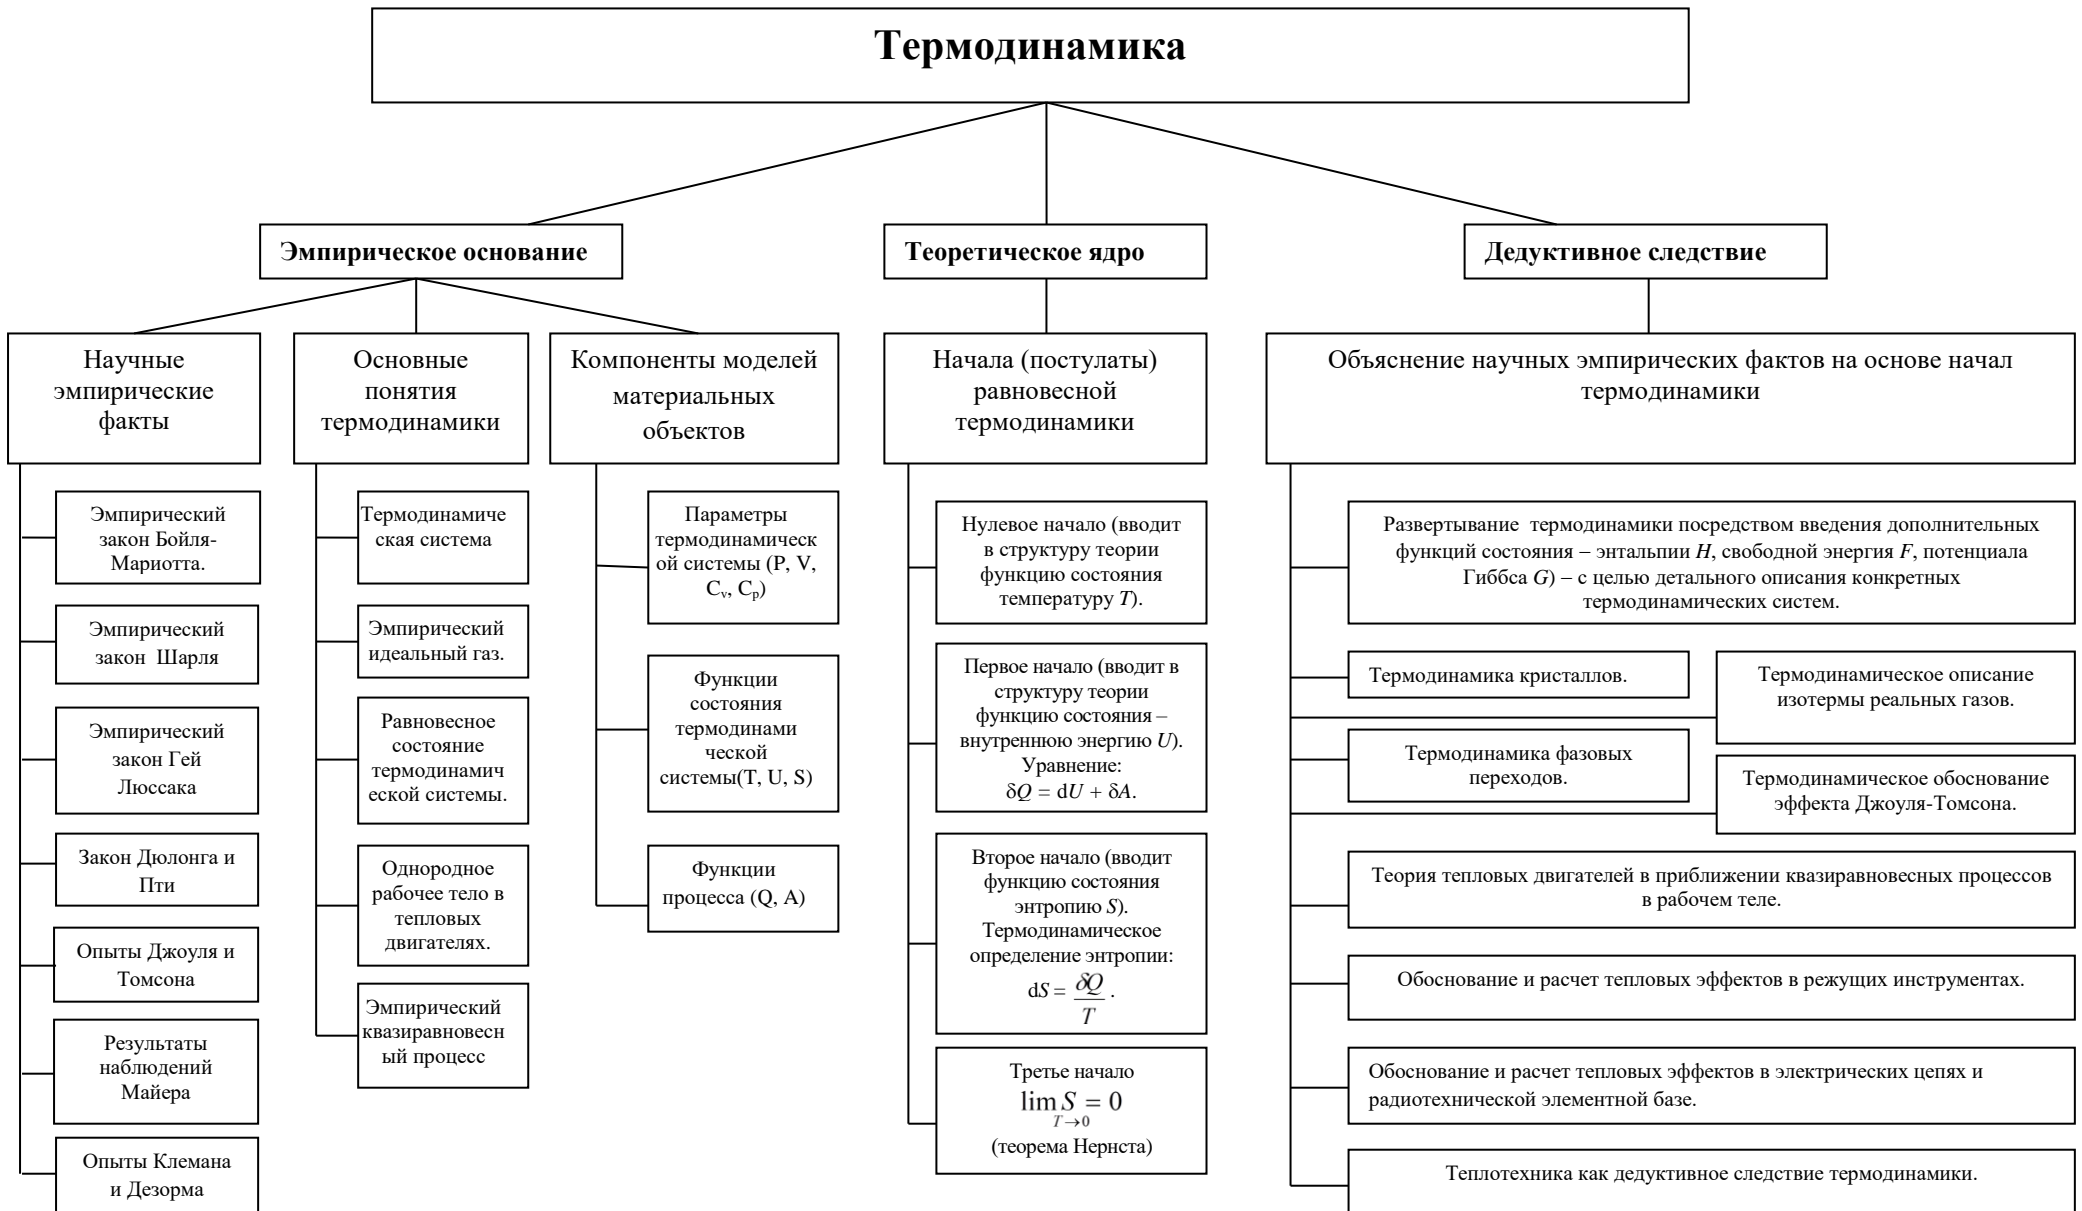 Термодинамика
Эмпирическое основание
Теоретическое ядро
Дедуктивное следствие
Научные
эмпирические
факты
Основные
понятия
термодинамики
Компоненты моделей
материальных
объектов
Начала (постулаты)
равновесной
термодинамики
Объяснение научных эмпирических фактов на основе начал
термодинамики
Эмпирический
закон Бойля-
Мариотта.
Эмпирический
закон Шарля
Эмпирический
закон Гей
Люссака
Закон Дюлонга и
Пти
Опыты Джоуля и
Томсона
Результаты
наблюдений
Майера
Опыты Клемана
и Дезорма
Термодинамиче
ская система
Эмпирический
идеальный газ.
Равновесное
состояние
термодинамич
еской системы.
Однородное
рабочее тело в
тепловых
двигателях.
Эмпирический
квазиравновесн
ый процесс
Параметры
термодинамическ
ой системы (P, V,
Cv, Cp)
Функции
состояния
термодинами
ческой
системы(T, U, S)
Функции
процесса (Q, A)
Нулевое начало (вводит
в структуру теории
функцию состояния
температуру T).
Первое начало (вводит в
структуру теории
функцию состояния –
внутреннюю энергию U).
Уравнение:
δQ = dU + δA.
Второе начало (вводит
функцию состояния
энтропию S).
Термодинамическое
определение энтропии:
dS = δQ/T .
Третье начало
lim S = 0
T→0
(теорема Нернста)
Развертывание термодинамики посредством введения дополнительных
функций состояния – энтальпии H, свободной энергия F, потенциала
Гиббса G) – с целью детального описания конкретных
термодинамических систем.
Термодинамика кристаллов.
Термодинамическое описание
изотермы реальных газов.
Термодинамика фазовых
переходов.
Термодинамическое обоснование
эффекта Джоуля-Томсона.
Теория тепловых двигателей в приближении квазиравновесных процессов
в рабочем теле.
Обоснование и расчет тепловых эффектов в режущих инструментах.
Обоснование и расчет тепловых эффектов в электрических цепях и
радиотехнической элементной базе.
Теплотехника как дедуктивное следствие термодинамики.